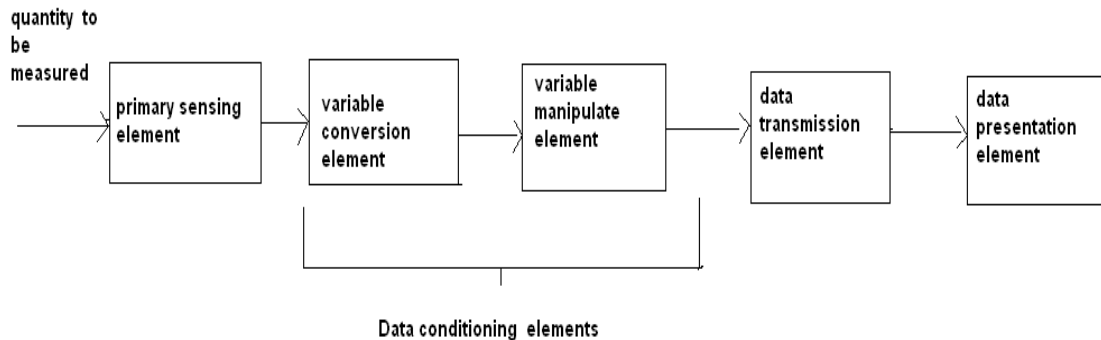 quantity to
be
measured
primary sensing
element
variable
conversion
element
variable
manipulate
element
data
transmission
element
data
presentation
element
Data conditioning elements